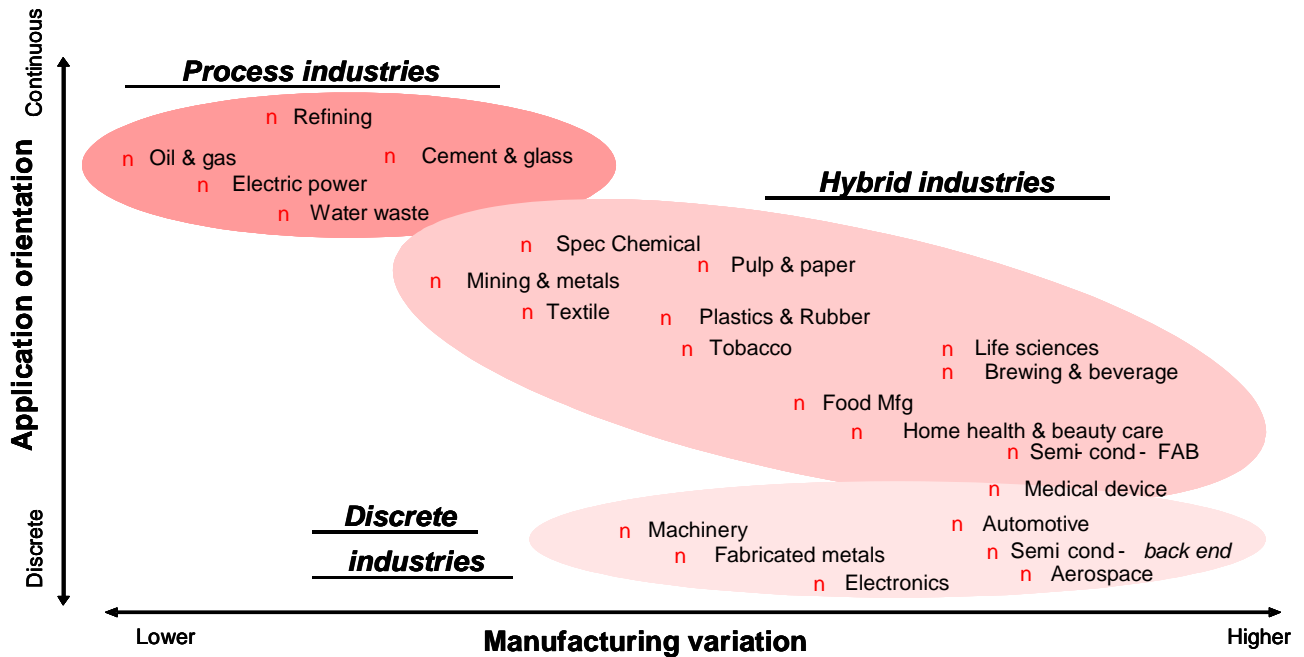 Continuous
Application orientation
Discrete
Process industries
n Refining
n Oil & gas
n Cement & glass
n Electric power
n Water waste
Hybrid industries
n Spec Chemical
n Pulp & paper
n Mining & metals
n Textile
n Plastics & Rubber
n Tobacco
n Life sciences
n Brewing & beverage
n Food Mfg
n Home health & beauty care
n Semi- cond - FAB
n Medical device
Discrete
industries
n Machinery
n Automotive
n Fabricated metals
n Semi cond - back end
n Electronics
n Aerospace
Lower
Manufacturing variation
Higher